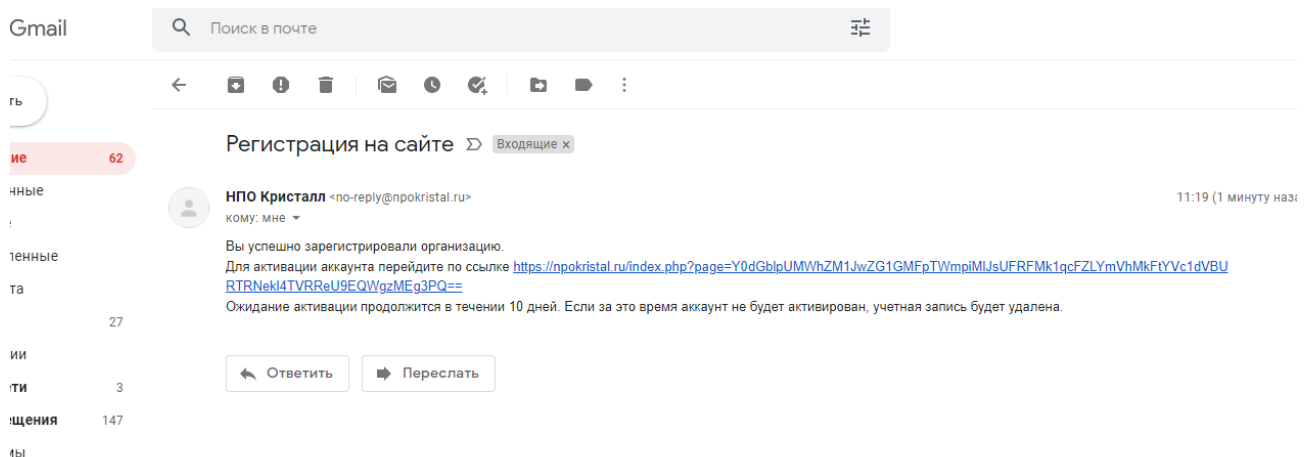 Gmail
Поиск в почте
ть
Регистрация на сайте Входящие ×
ие 62
нные
НПО Кристалл <no-reply@npokristal.ru> 11:19 (1 минуту наза
кому: мне
Вы успешно зарегистрировали организацию.
ленные
Для активации аккаунта перейдите по ссылке https://npokristal.ru/index.php?page=Y0dGblpUMWhZM1JwZG1GMFpTWmpiMlJsUFRFMk1qcFZLYmVhMkFtYVc1dVBU
та
RTRNekl4TVRReU9EQWgzMEg3PQ==
Ожидание активации продолжится в течении 10 дней. Если за это время аккаунт не будет активирован, учетная запись будет удалена.
27
ии
Ответить
Переслать
ти 3
ещения 147
мы